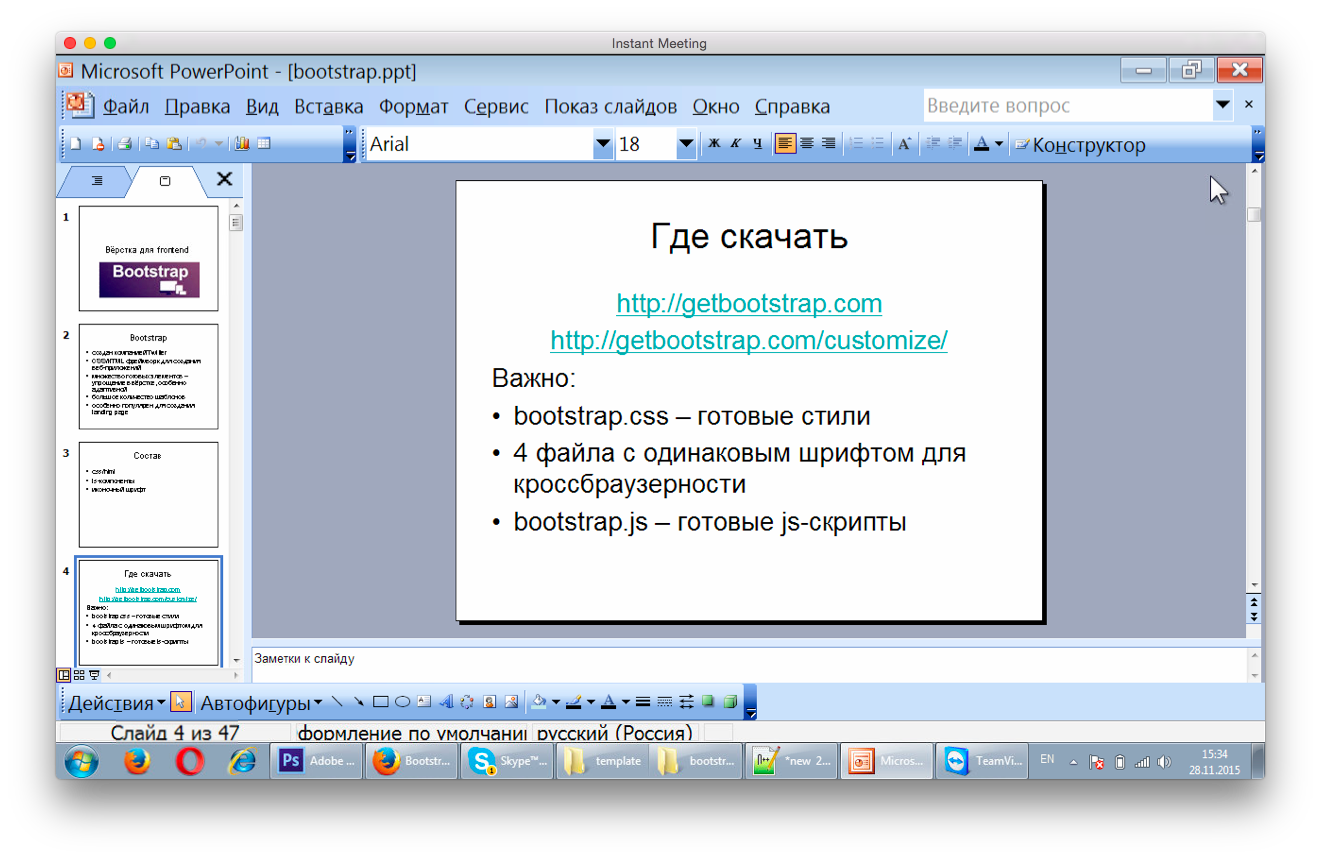 Instant Meeting
Microsoft PowerPoint - [bootstrap.ppt]
Файл Правка Вид Вставка Формат Сервис Показ слайдов Окно Справка Введите вопрос
Arial 18 Ж К Ч А Конструктор
1
Вёрстка для frontend
Bootstrap
2
Bootstrap
• создан компанией Twitter
• CSS/HTML фреймворк для создания
веб-приложений
• множество готовых элементов –
упрощение в вёрстке, особенно
адаптивной
• большое количество шаблонов
• особенно популярен для создания
landing page
3
Состав
• css/html
• js-компоненты
• иконочный шрифт
4
Где скачать
http://getbootstrap.com
http://getbootstrap.com/customize/
Важно:
• bootstrap.css – готовые стили
• 4 файла с одинаковым шрифтом для
кроссбраузерности
• bootstrap.js – готовые js-скрипты
Где скачать
http://getbootstrap.com
http://getbootstrap.com/customize/
Важно:
• bootstrap.css – готовые стили
• 4 файла с одинаковым шрифтом для
кроссбраузерности
• bootstrap.js – готовые js-скрипты
Заметки к слайду
Действия Автофигуры
Слайд 4 из 47 формление по умолчани русский (Россия)
Adobe ... Bootstr... Skype™... template bootstr... *new 2... Micros... TeamVi... EN 15:34
28.11.2015